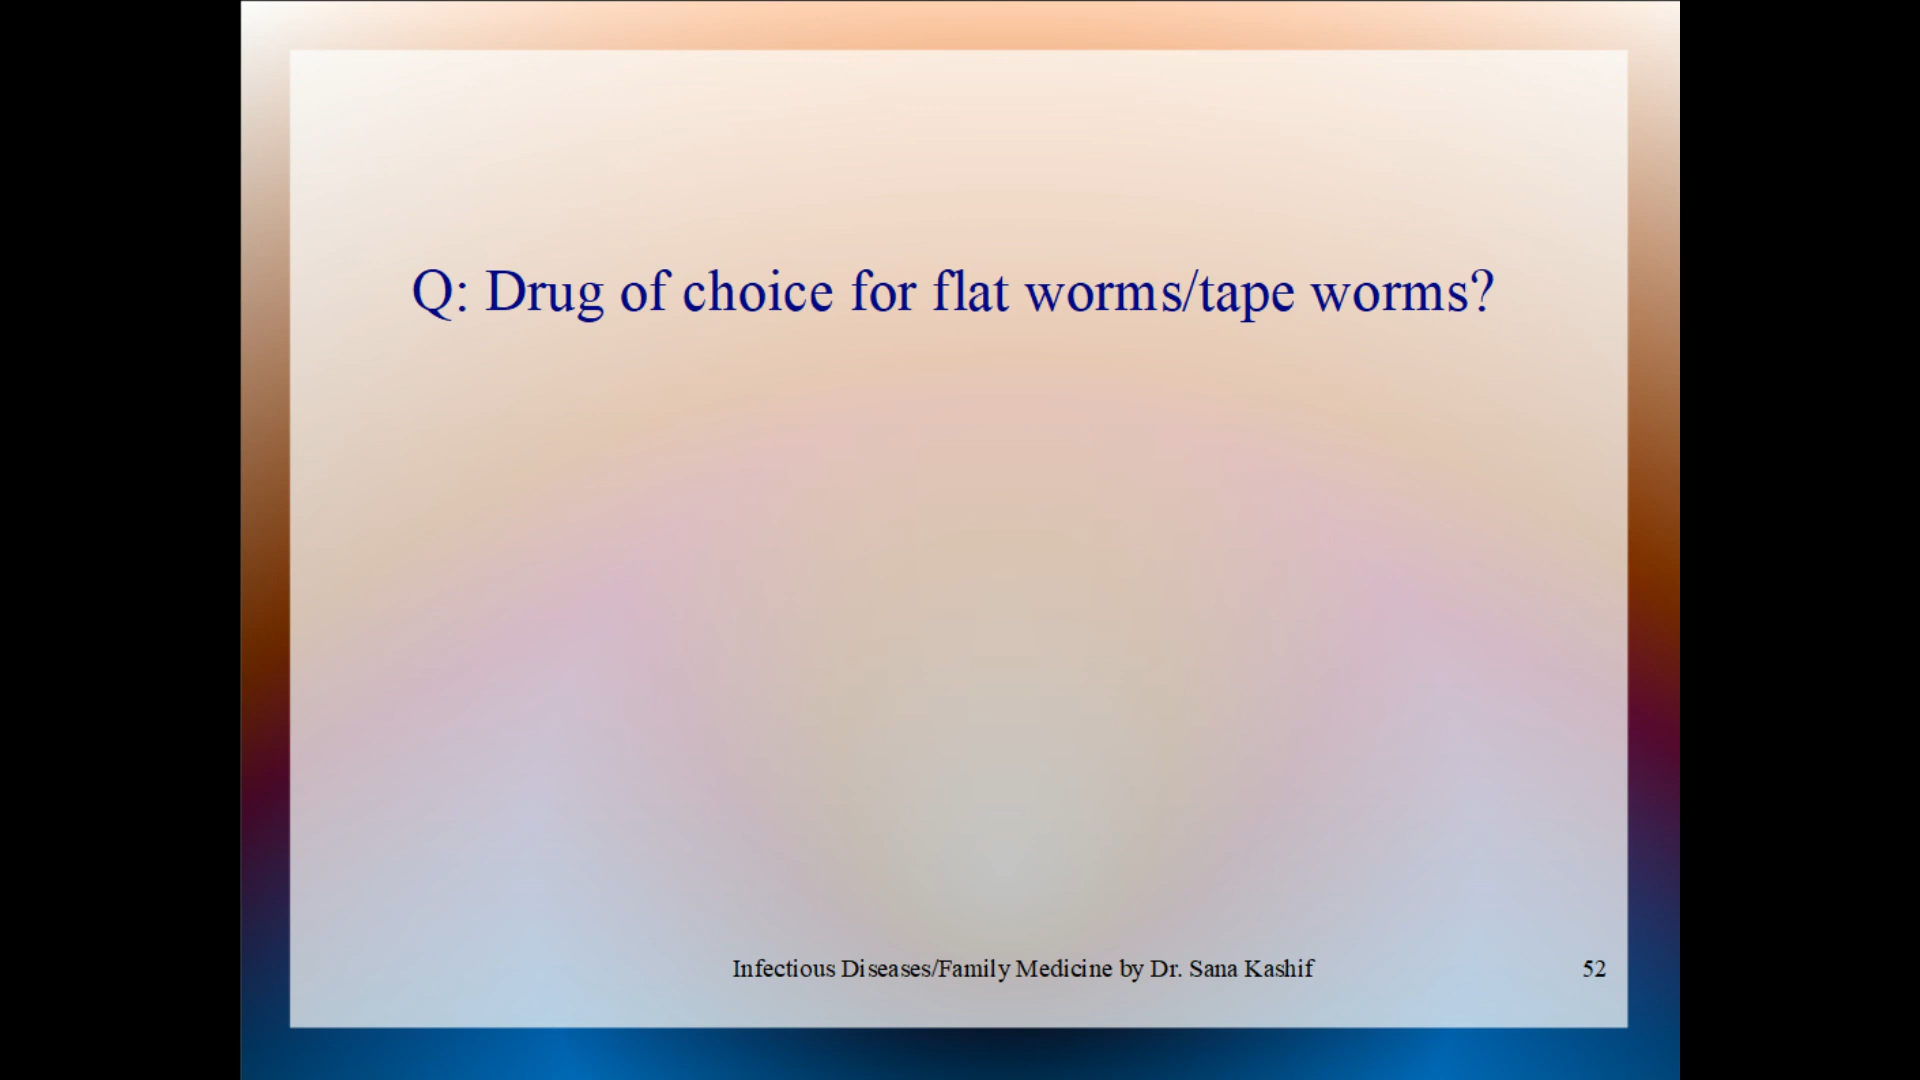 Q: Drug of choice for flat worms/tape worms?
Infectious Diseases/Family Medicine by Dr. Sana Kashif
52